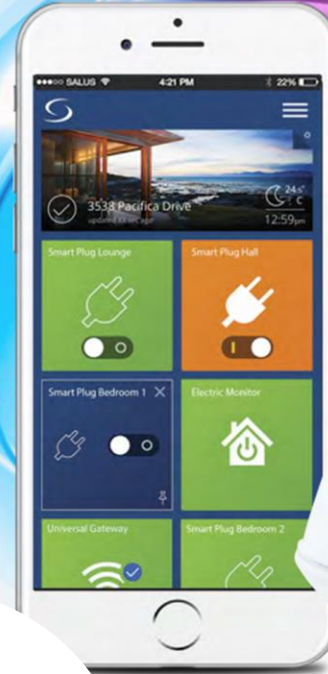 SALUS 4:21 PM 22%
3538 Pacifica Drive
24.5° C
12:59pm
Smart Plug Lounge
Smart Plug Hall
Smart Plug Bedroom 1
Electric Monitor
Universal Gateway
Smart Plug Bedroom 2